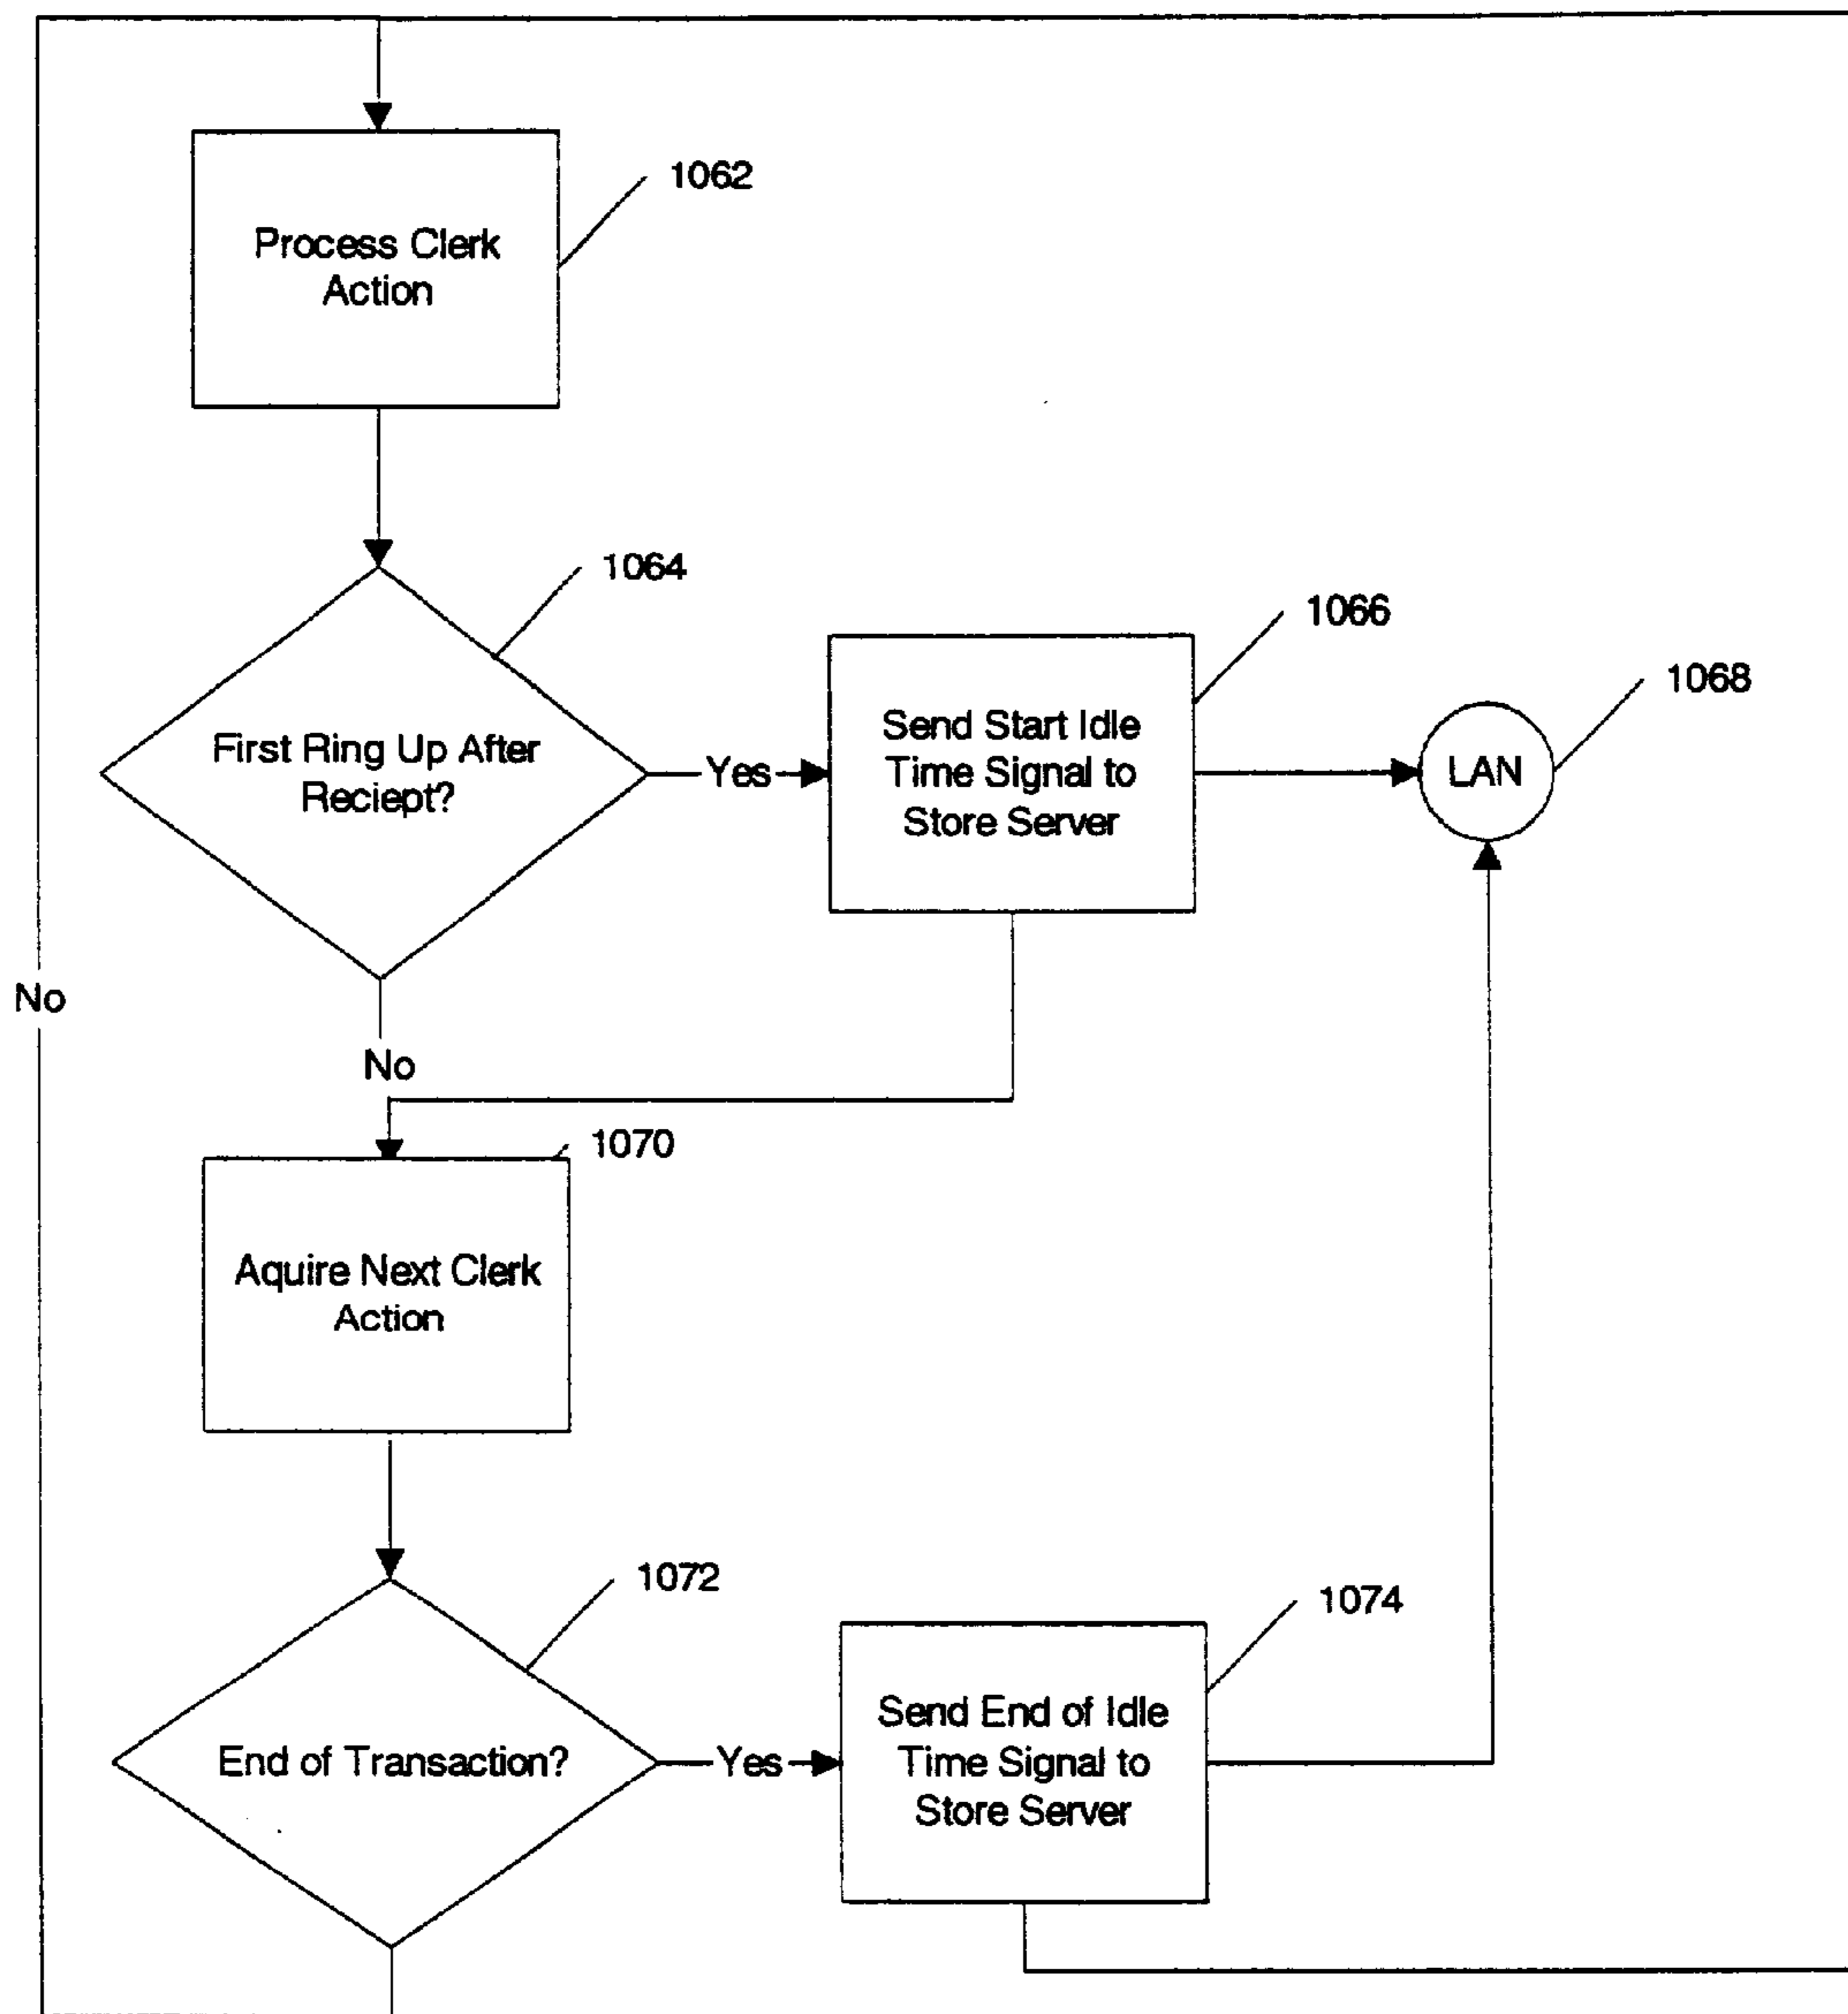 1062
Process Clerk
Action
1064
First Ring Up After
Reciept?
Yes
1066
Send Start Idle
Time Signal to
Store Server
1068
LAN
No
No
1070
Aquire Next Clerk
Action
1072
End of Transaction?
Yes
1074
Send End of Idle
Time Signal to
Store Server